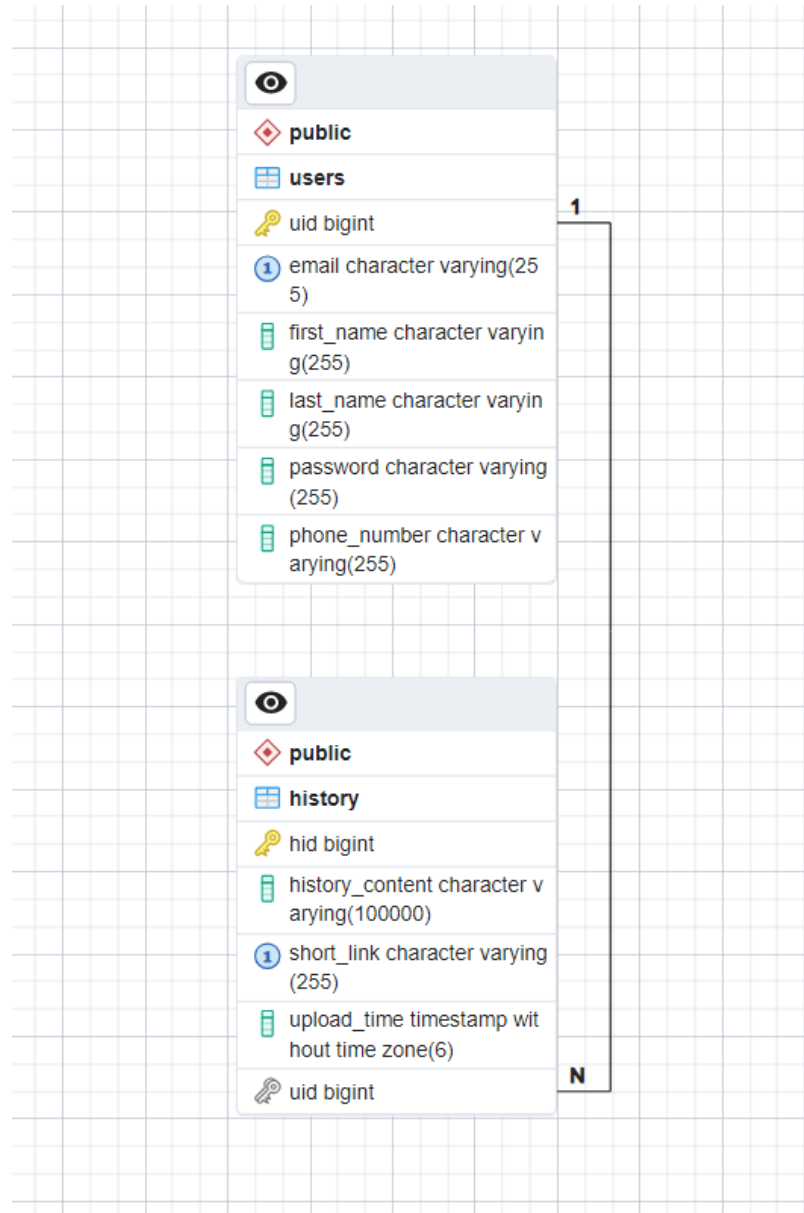 public
users
1
uid bigint
email character varying(25
5)
first_name character varyin
g(255)
last_name character varyin
g(255)
password character varying
(255)
phone_number character v
arying(255)
public
history
hid bigint
history_content character v
arying(100000)
1
short_link character varying
(255)
upload_time timestamp wit
hout time zone(6)
N
uid bigint